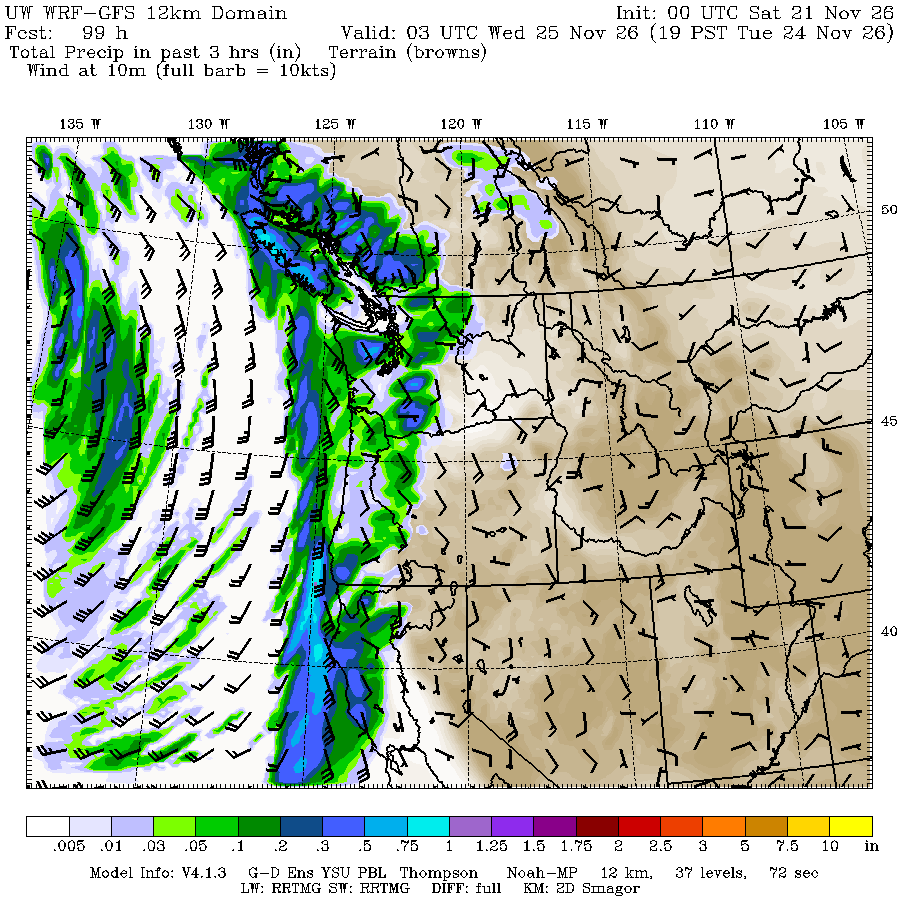 UW WRF-GFS 12km Domain Init: 00 UTC Sat 21 Nov 26
Fcst: 99 h Valid: 03 UTC Wed 25 Nov 26 (19 PST Tue 24 Nov 26)
Total Precip in past 3 hrs (in) Terrain (browns)
Wind at 10m (full barb = 10kts)
135 W 130 W 125 W 120 W 115 W 110 W 105 W
50
45
40
.005 .01 .03 .05 .1 .2 .3 .5 .75 1 1.25 1.5 1.75 2 2.5 3 5 7.5 10 in
Model Info: V4.1.3 G-D Ens YSU PBL Thompson Noah-MP 12 km, 37 levels, 72 sec
LW: RRTMG SW: RRTMG DIFF: full KM: 2D Smagor